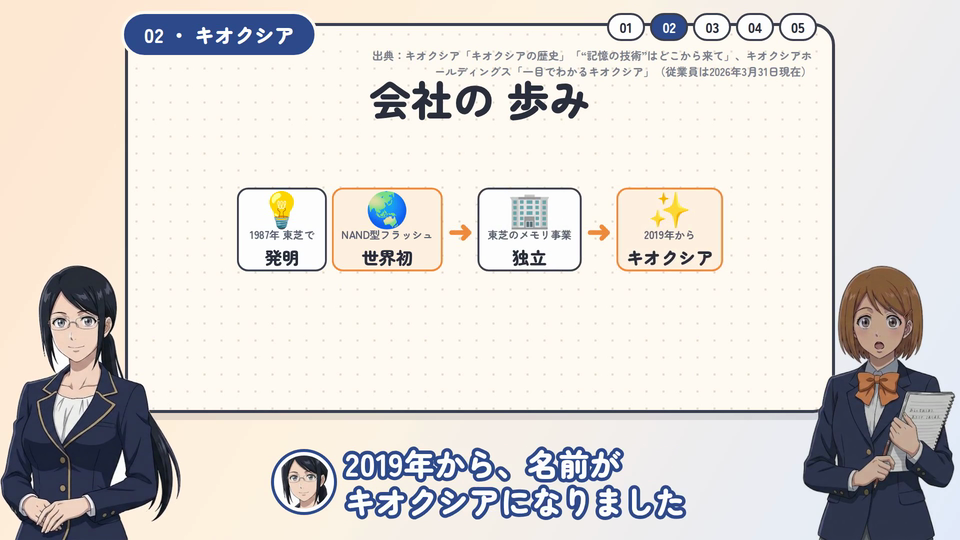 02 ・ キオクシア
01 02 03 04 05
出典：キオクシア「キオクシアの歴史」「“記憶の技術”はどこから来て」、キオクシアホ
ールディングス「一目でわかるキオクシア」（従業員は2026年3月31日現在）
会社の 歩み
1987年 東芝で
発明
NAND型フラッシュ
世界初
東芝のメモリ事業
独立
2019年から
キオクシア
2019年から、名前が
キオクシアになりました